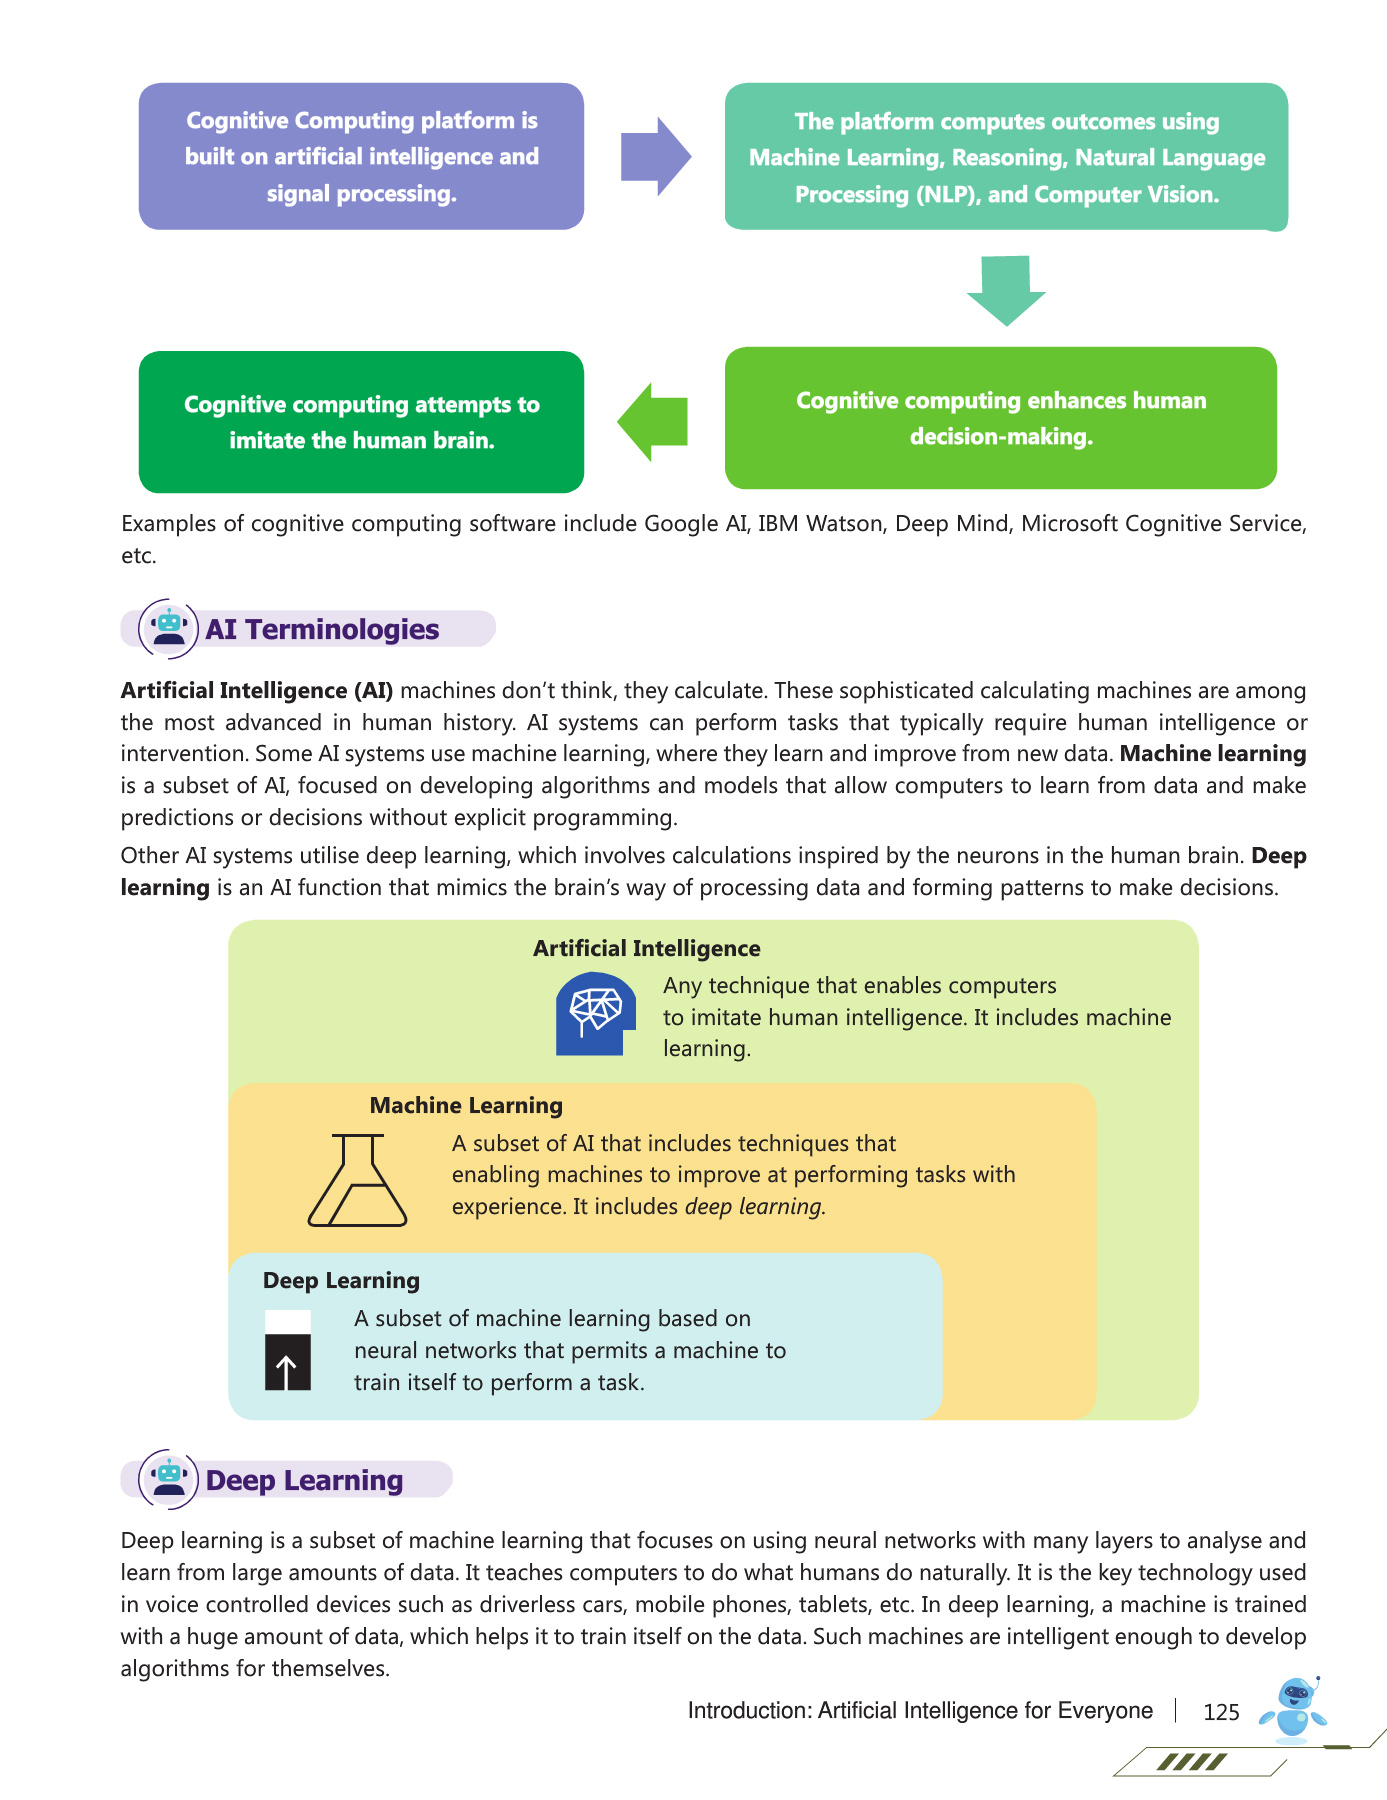 Cognitive Computing platform is
built on artificial intelligence and
signal processing.
The platform computes outcomes using
Machine Learning, Reasoning, Natural Language
Processing (NLP), and Computer Vision.
Cognitive computing attempts to
imitate the human brain.
Cognitive computing enhances human
decision-making.
Examples of cognitive computing software include Google AI, IBM Watson, Deep Mind, Microsoft Cognitive Service,
etc.
AI Terminologies
Artificial Intelligence (AI) machines don’t think, they calculate. These sophisticated calculating machines are among
the most advanced in human history. AI systems can perform tasks that typically require human intelligence or
intervention. Some AI systems use machine learning, where they learn and improve from new data. Machine learning
is a subset of AI, focused on developing algorithms and models that allow computers to learn from data and make
predictions or decisions without explicit programming.
Other AI systems utilise deep learning, which involves calculations inspired by the neurons in the human brain. Deep
learning is an AI function that mimics the brain’s way of processing data and forming patterns to make decisions.
Artificial Intelligence
Any technique that enables computers
to imitate human intelligence. It includes machine
learning.
Machine Learning
A subset of AI that includes techniques that
enabling machines to improve at performing tasks with
experience. It includes deep learning.
Deep Learning
A subset of machine learning based on
neural networks that permits a machine to
train itself to perform a task.
Deep Learning
Deep learning is a subset of machine learning that focuses on using neural networks with many layers to analyse and
learn from large amounts of data. It teaches computers to do what humans do naturally. It is the key technology used
in voice controlled devices such as driverless cars, mobile phones, tablets, etc. In deep learning, a machine is trained
with a huge amount of data, which helps it to train itself on the data. Such machines are intelligent enough to develop
algorithms for themselves.
Introduction: Artificial Intelligence for Everyone 125